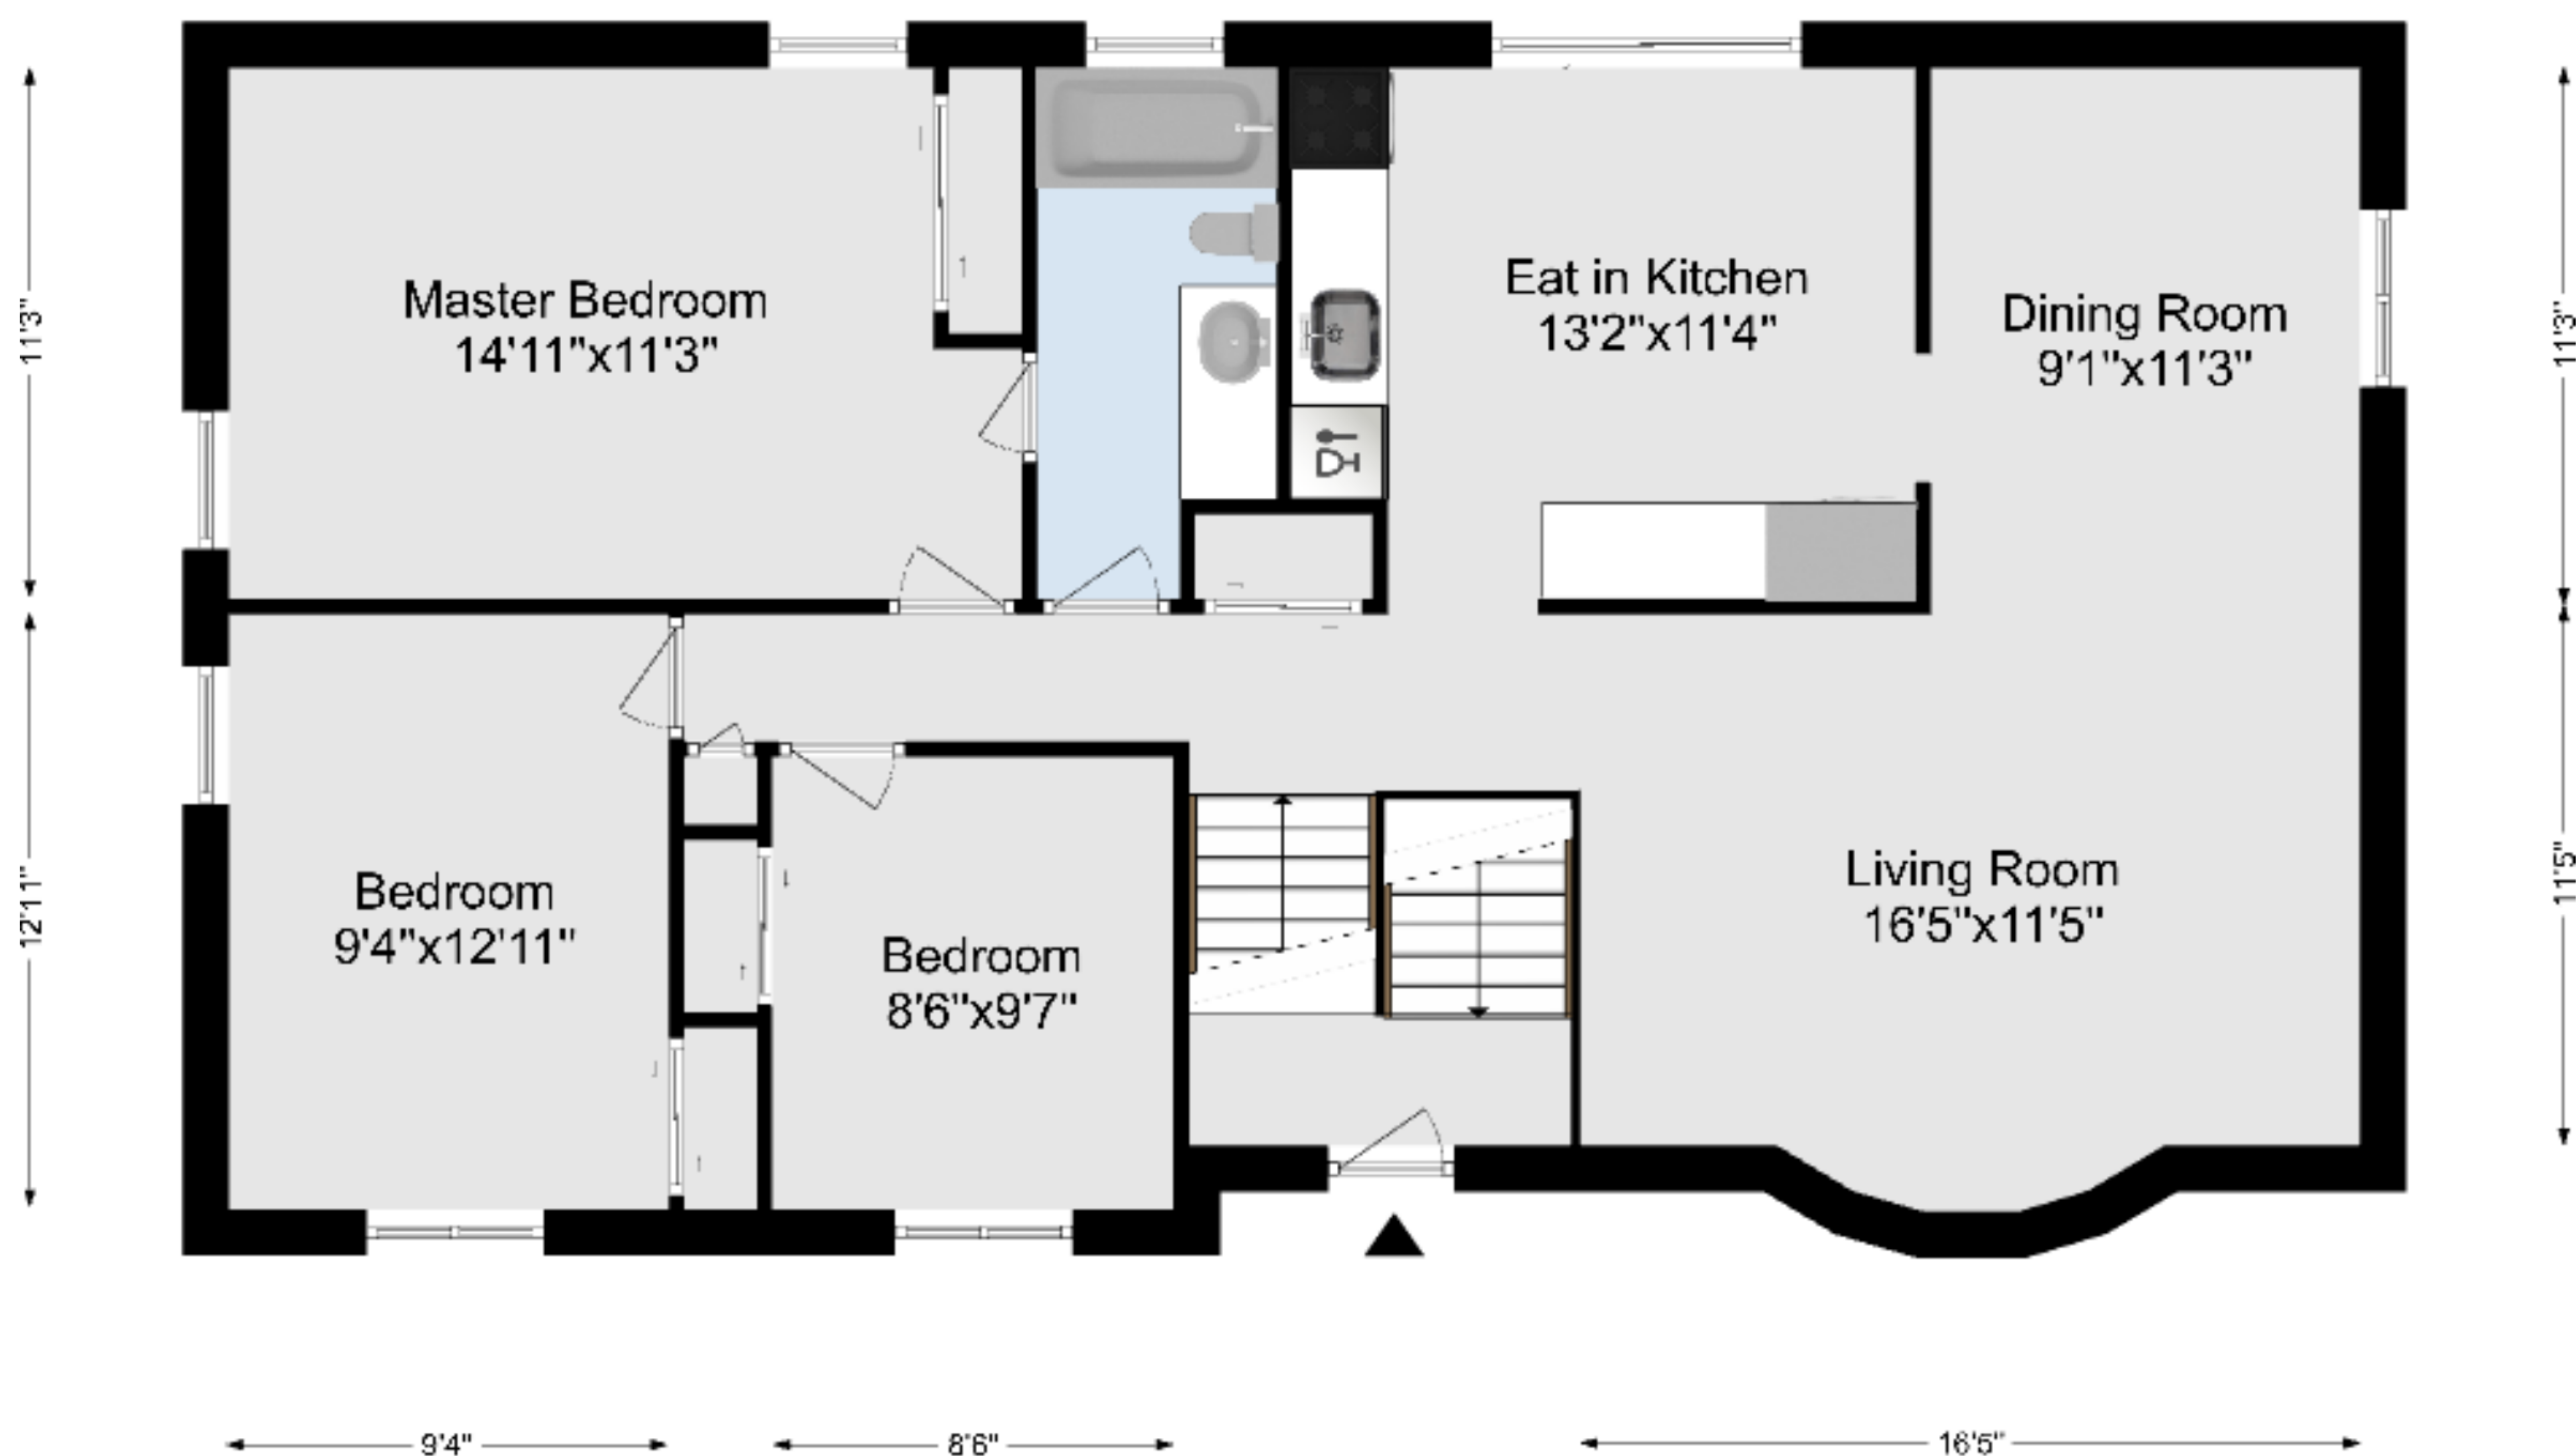 Master Bedroom
14'11"x11'3"
Eat in Kitchen
13'2"x11'4"
Dining Room
9'1"x11'3"
Bedroom
9'4"x12'11"
Bedroom
8'6"x9'7"
Living Room
16'5"x11'5"
11'3"
12'11"
11'3"
11'5"
9'4"
8'6"
16'5"